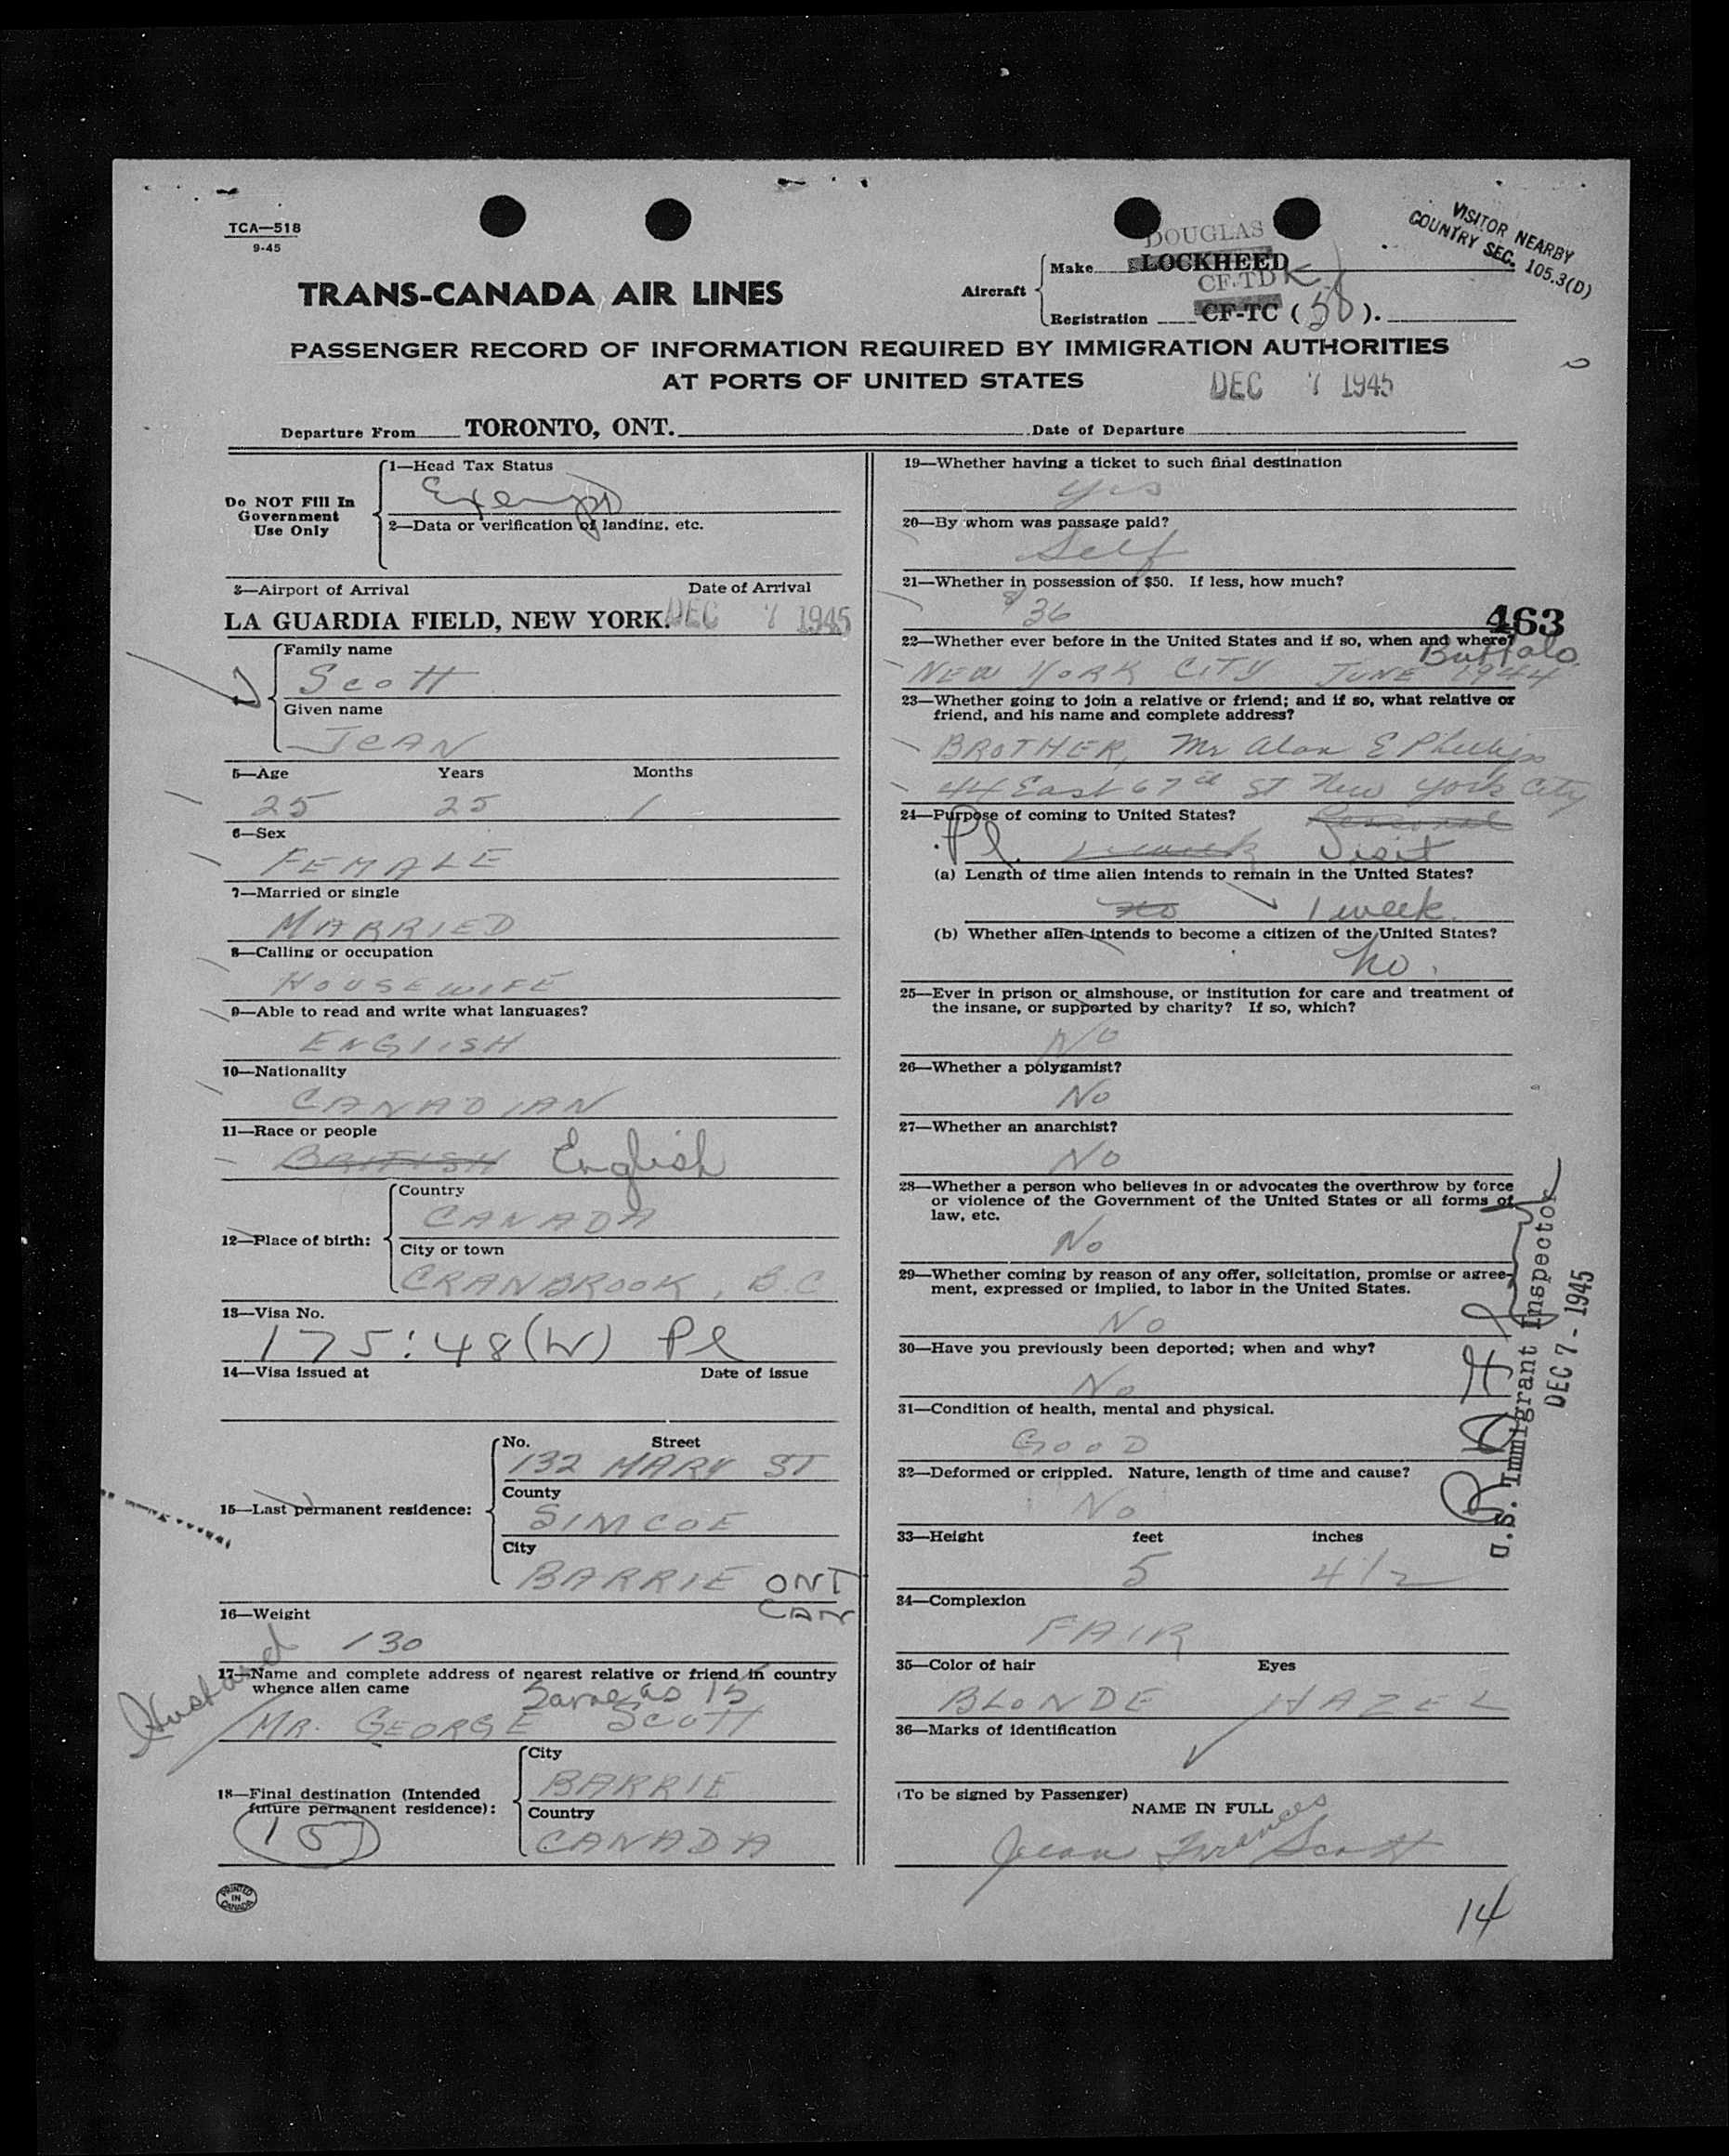 TCA—518
9-45
VISITOR NEARBY
COUNTRY SEC. 105.3(D)
DOUGLAS
Make LOCKHEED
CF-TD K
Aircraft
Registration CF-TC (58).
TRANS-CANADA AIR LINES
PASSENGER RECORD OF INFORMATION REQUIRED BY IMMIGRATION AUTHORITIES
AT PORTS OF UNITED STATES
DEC 7 1945
Departure From TORONTO, ONT. Date of Departure
Do NOT Fill In
Government
Use Only
1—Head Tax Status
Exempt
2—Data or verification of landing, etc.
3—Airport of Arrival Date of Arrival
LA GUARDIA FIELD, NEW YORK. DEC 7 1945
Family name
Scott
Given name
JEAN
5—Age Years Months
25 25 1
6—Sex
FEMALE
7—Married or single
MARRIED
8—Calling or occupation
HOUSEWIFE
9—Able to read and write what languages?
ENGLISH
10—Nationality
CANADIAN
11—Race or people
BRITISH English
12—Place of birth:
Country
CANADA
City or town
CRANBROOK, B.C
13—Visa No.
175:48(W) Pl
14—Visa issued at Date of issue
15—Last permanent residence:
No. Street
132 MARY ST
County
SIMCOE
City
BARRIE ONT
CAN
16—Weight
130
17—Name and complete address of nearest relative or friend in country
whence alien came
Same as 15
Husband
MR. GEORGE SCOTT
18—Final destination (Intended
future permanent residence):
15
City
BARRIE
Country
CANADA
PRINTED
IN
CANADA
19—Whether having a ticket to such final destination
yes
20—By whom was passage paid?
Self
21—Whether in possession of $50. If less, how much?
$36
463
22—Whether ever before in the United States and if so, when and where?
Buffalo
NEW YORK CITY JUNE 1944
23—Whether going to join a relative or friend; and if so, what relative or
friend, and his name and complete address?
BROTHER, Mr Alan E Phillips
44 East 67th St New York City
24—Purpose of coming to United States?
Personal
Pl. 1 week Visit
(a) Length of time alien intends to remain in the United States?
no 1 week.
(b) Whether alien intends to become a citizen of the United States?
no.
25—Ever in prison or almshouse, or institution for care and treatment of
the insane, or supported by charity? If so, which?
NO
26—Whether a polygamist?
No
27—Whether an anarchist?
NO
28—Whether a person who believes in or advocates the overthrow by force
or violence of the Government of the United States or all forms of
law, etc.
No
29—Whether coming by reason of any offer, solicitation, promise or agree-
ment, expressed or implied, to labor in the United States.
No
30—Have you previously been deported; when and why?
No
31—Condition of health, mental and physical.
GOOD
32—Deformed or crippled. Nature, length of time and cause?
No
33—Height feet inches
5 4 1/2
34—Complexion
FAIR
35—Color of hair Eyes
BLONDE HAZEL
36—Marks of identification
U.S. Immigrant Inspector
DEC 7 - 1945
(To be signed by Passenger)
NAME IN FULL
Jean Frances Scott
14